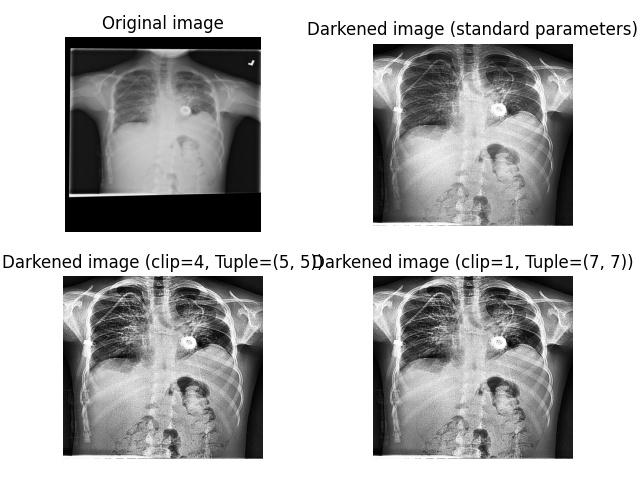 Original image
Darkened image (standard parameters)
Darkened image (clip=4, Tuple=(5, 5))
Darkened image (clip=1, Tuple=(7, 7))